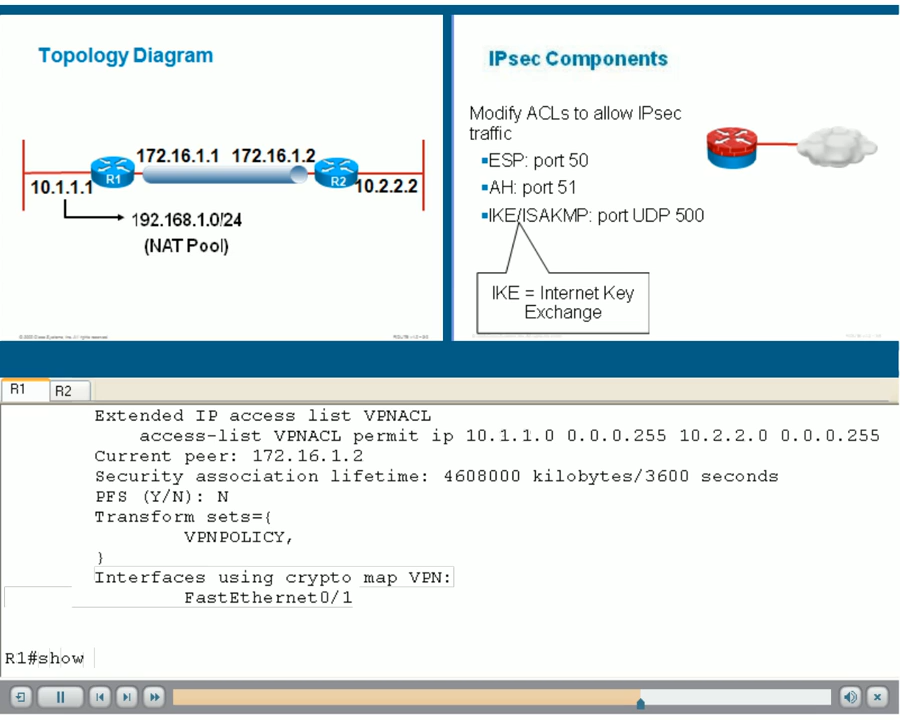 Topology Diagram
172.16.1.1 172.16.1.2
R1
R2
10.1.1.1
10.2.2.2
192.168.1.0/24
(NAT Pool)
IPsec Components
Modify ACLs to allow IPsec
traffic
▪ESP: port 50
▪AH: port 51
▪IKE/ISAKMP: port UDP 500
IKE = Internet Key
Exchange
R1 R2
Extended IP access list VPNACL
access-list VPNACL permit ip 10.1.1.0 0.0.0.255 10.2.2.0 0.0.0.255
Current peer: 172.16.1.2
Security association lifetime: 4608000 kilobytes/3600 seconds
PFS (Y/N): N
Transform sets={
VPNPOLICY,
}
Interfaces using crypto map VPN:
FastEthernet0/1
R1#show